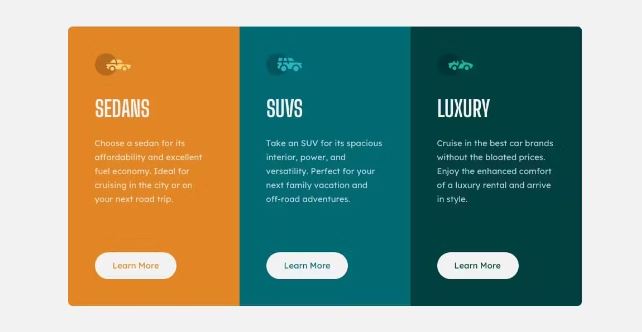 SEDANS
Choose a sedan for its
affordability and excellent
fuel economy. Ideal for
cruising in the city or on
your next road trip.
Learn More
SUVS
Take an SUV for its spacious
interior, power, and
versatility. Perfect for your
next family vacation and
off-road adventures.
Learn More
LUXURY
Cruise in the best car brands
without the bloated prices.
Enjoy the enhanced comfort
of a luxury rental and arrive
in style.
Learn More